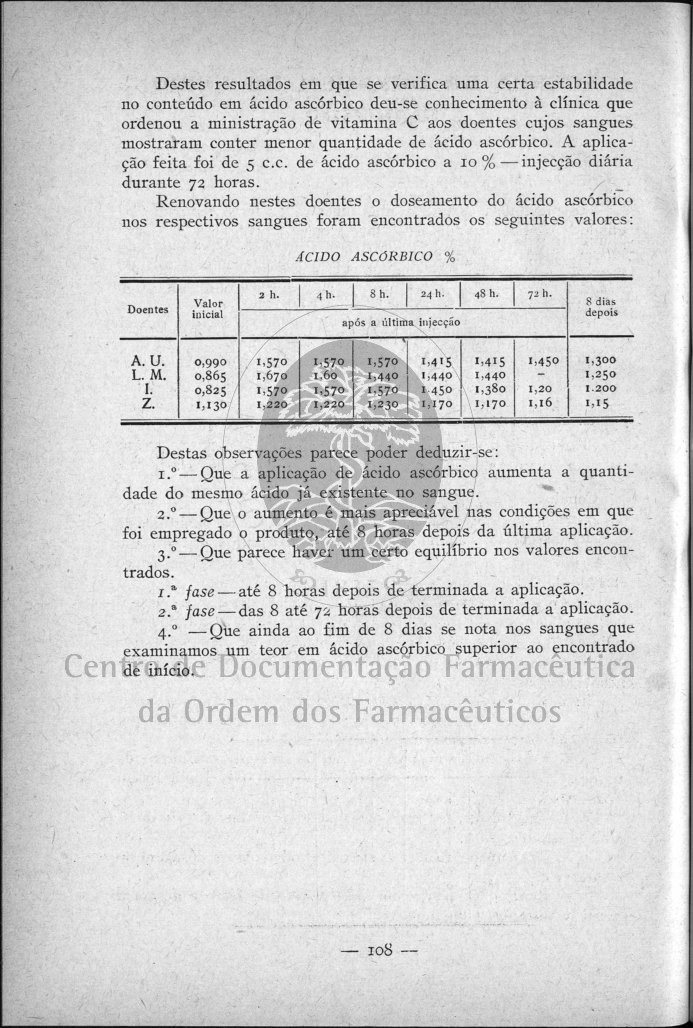 Destes resultados em que se verifica uma certa estabilidade
no conteúdo em ácido ascórbico deu-se conhecimento à clínica que
ordenou a ministração de vitamina C aos doentes cujos sangues
mostraram conter menor quantidade de ácido ascórbico. A aplica-
ção feita foi de 5 c.c. de ácido ascórbico a 10 % — injecção diária
durante 72 horas.
Renovando nestes doentes o doseamento do ácido ascórbico
nos respectivos sangues foram encontrados os seguintes valores:
ÁCIDO ASCÓRBICO %
Doentes Valor inicial 2 h. 4 h. 8 h. 24 h. 48 h. 72 h. 8 dias depois
após a última injecção
A. U. 0,990 1,570 1,570 1,570 1,415 1,415 1,450 1,300
L. M. 0,865 1,670 1,60 1,440 1,440 1,440 – 1,250
I. 0,825 1,570 1,570 1,570 1.450 1,380 1,20 1.200
Z. 1,130 1,220 1,220 1,230 1,170 1,170 1,16 1,15
Destas observações parece poder deduzir-se:
1.º — Que a aplicação de ácido ascórbico aumenta a quanti-
dade do mesmo ácido já existente no sangue.
2.º — Que o aumento é mais apreciável nas condições em que
foi empregado o produto, até 8 horas depois da última aplicação.
3.º — Que parece haver um certo equilíbrio nos valores encon-
trados.
1.ª fase — até 8 horas depois de terminada a aplicação.
2.ª fase — das 8 até 72 horas depois de terminada a aplicação.
4.º — Que ainda ao fim de 8 dias se nota nos sangues que
examinamos um teor em ácido ascórbico superior ao encontrado
de início.
Centro de Documentação Farmacêutica
da Ordem dos Farmacêuticos
— 108 —